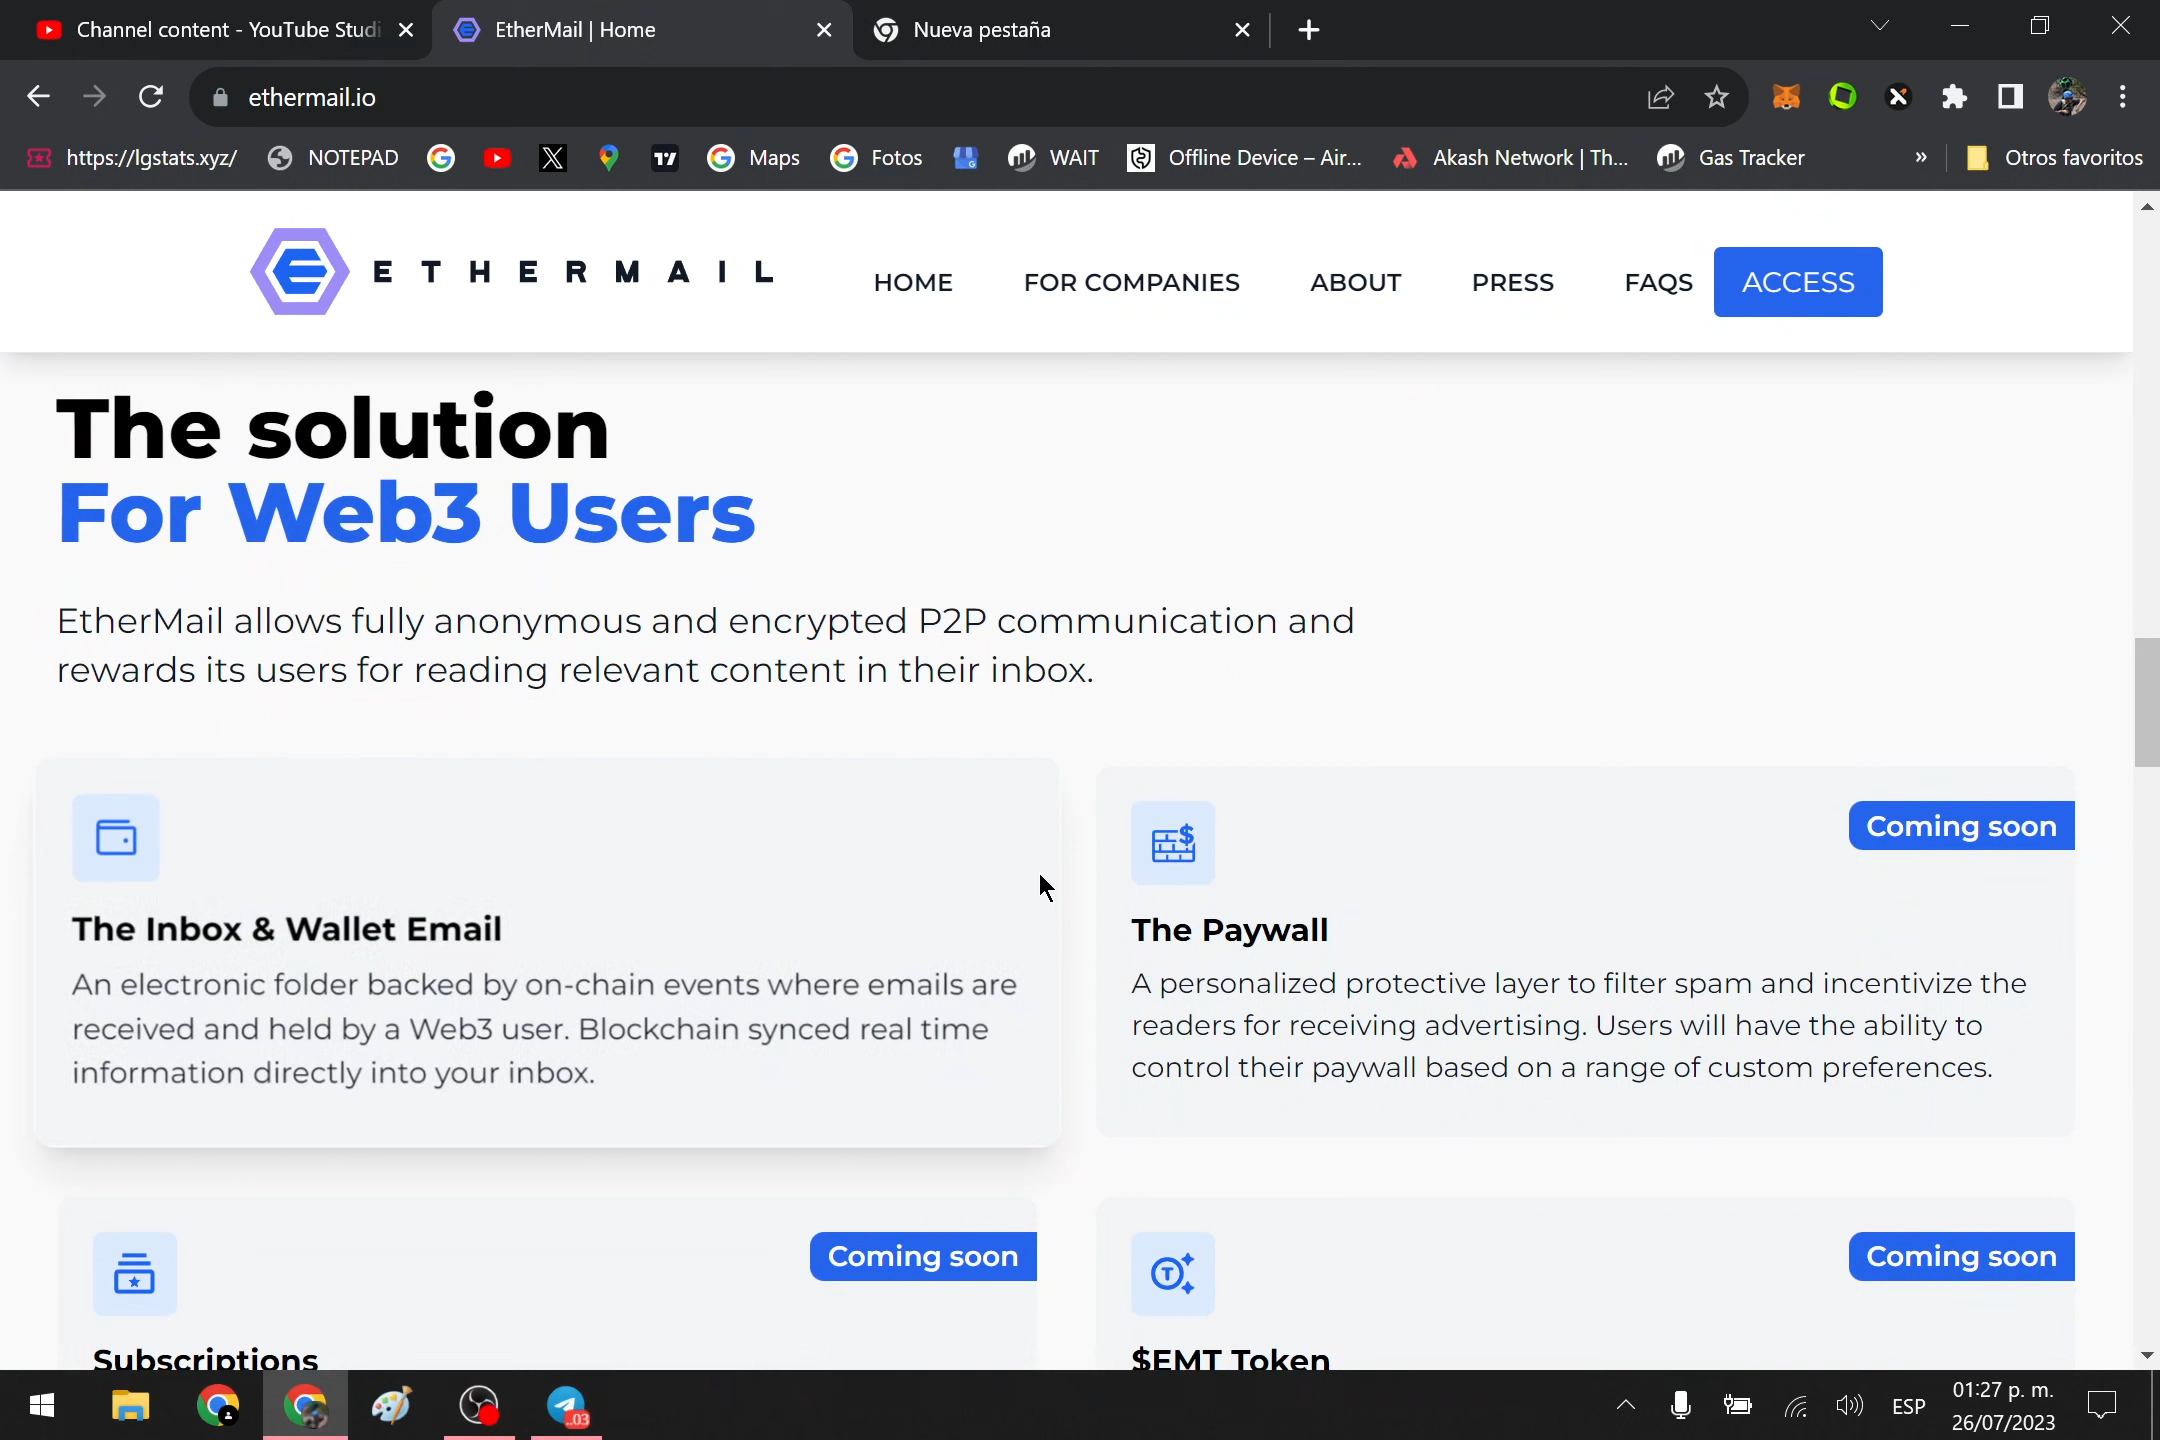 Channel content - YouTube Studi
EtherMail | Home
Nueva pestaña
ethermail.io
https://lgstats.xyz/
NOTEPAD
Maps
Fotos
WAIT
Offline Device – Air...
Akash Network | Th...
Gas Tracker
»
Otros favoritos
ETHERMAIL
HOME
FOR COMPANIES
ABOUT
PRESS
FAQS
ACCESS
The solution
For Web3 Users
EtherMail allows fully anonymous and encrypted P2P communication and
rewards its users for reading relevant content in their inbox.
The Inbox & Wallet Email
An electronic folder backed by on-chain events where emails are
received and held by a Web3 user. Blockchain synced real time
information directly into your inbox.
Coming soon
The Paywall
A personalized protective layer to filter spam and incentivize the
readers for receiving advertising. Users will have the ability to
control their paywall based on a range of custom preferences.
Coming soon
Subscriptions
Coming soon
$EMT Token
..03
ESP
01:27 p. m.
26/07/2023